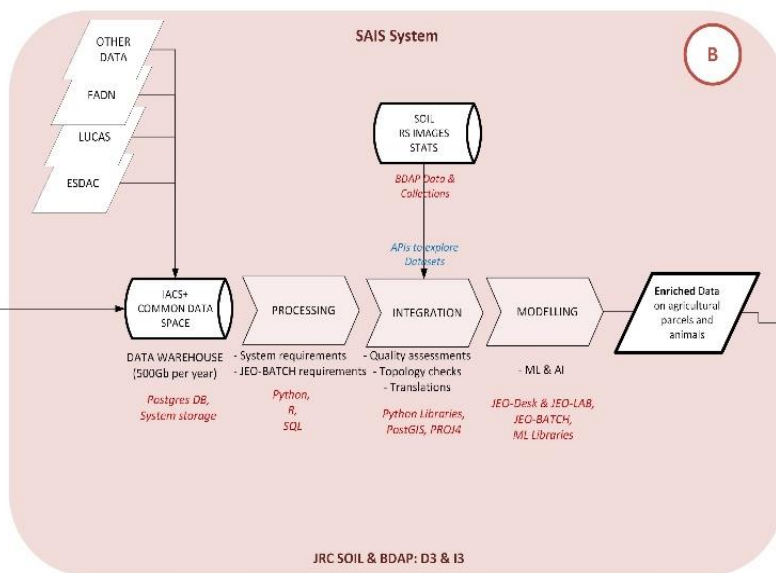 SAIS System
B
OTHER
DATA
FADN
LUCAS
ESDAC
SOIL
RS IMAGES
STATS
BDAP Data &
Collections
APIs to explore
Datasets
IACS+
COMMON DATA
SPACE
PROCESSING
INTEGRATION
MODELLING
Enriched Data
on agricultural
parcels and
animals
DATA WAREHOUSE
(500Gb per year)
Postgres DB,
System storage
- System requirements
- JEO-BATCH requirements
Python,
R,
SQL
- Quality assessments
- Topology checks
- Translations
Python Libraries,
PostGIS, PROJ4
- ML & AI
JEO-Desk & JEO-LAB,
JEO-BATCH,
ML Libraries
JRC SOIL & BDAP: D3 & I3